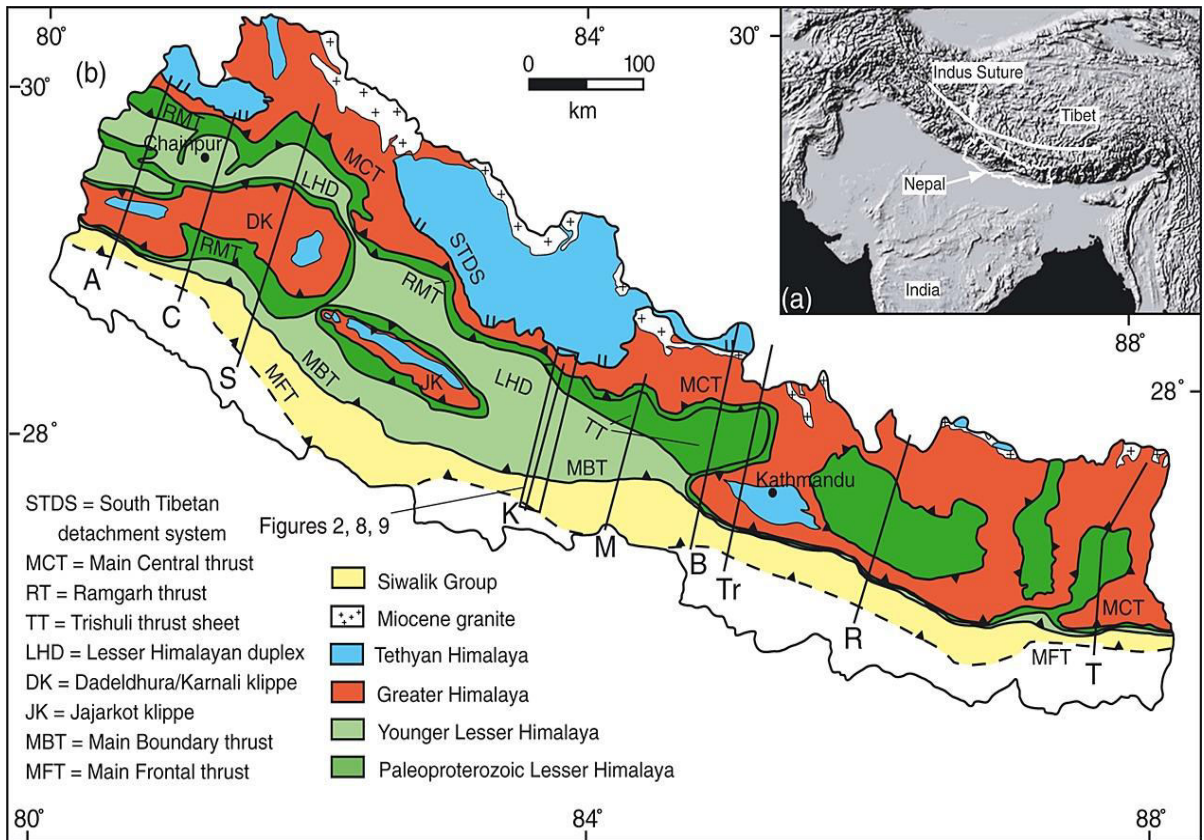 80°
84°
30°
(b)
0
100
km
30°
RMT
Chainpur
MCT
LHD
DK
RMT
STDS
RMT
A
C
S
MFT
MBT
JK
LHD
MCT
TT
MBT
Kathmandu
28°
88°
28°
Indus Suture
Tibet
Nepal
India
(a)
Figures 2, 8, 9
K
M
B
Tr
R
T
MCT
MFT
STDS = South Tibetan
detachment system
MCT = Main Central thrust
RT = Ramgarh thrust
TT = Trishuli thrust sheet
LHD = Lesser Himalayan duplex
DK = Dadeldhura/Karnali klippe
JK = Jajarkot klippe
MBT = Main Boundary thrust
MFT = Main Frontal thrust
Siwalik Group
Miocene granite
Tethyan Himalaya
Greater Himalaya
Younger Lesser Himalaya
Paleoproterozoic Lesser Himalaya
80°
84°
88°